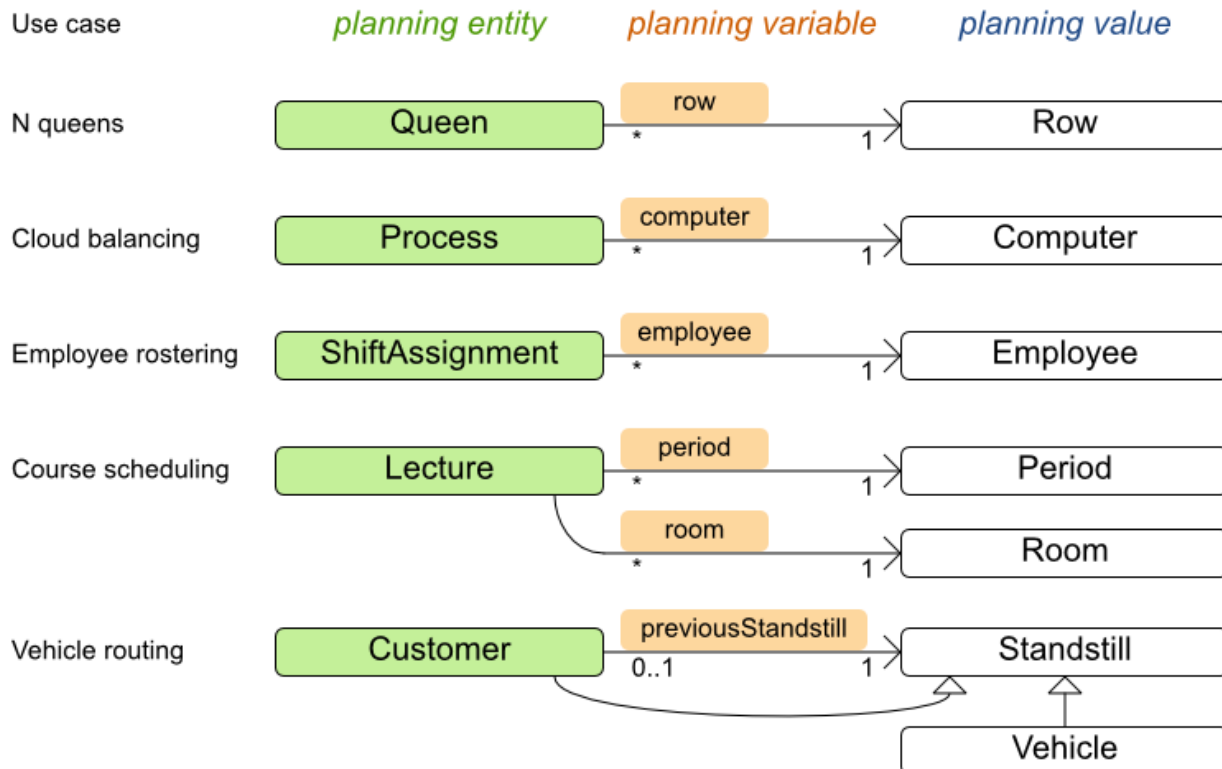 Use case planning entity planning variable planning value
N queens Queen row Row
* 1
Cloud balancing Process computer Computer
* 1
Employee rostering ShiftAssignment employee Employee
* 1
Course scheduling Lecture period Period
* 1
room Room
* 1
Vehicle routing Customer previousStandstill Standstill
0..1 1
Vehicle